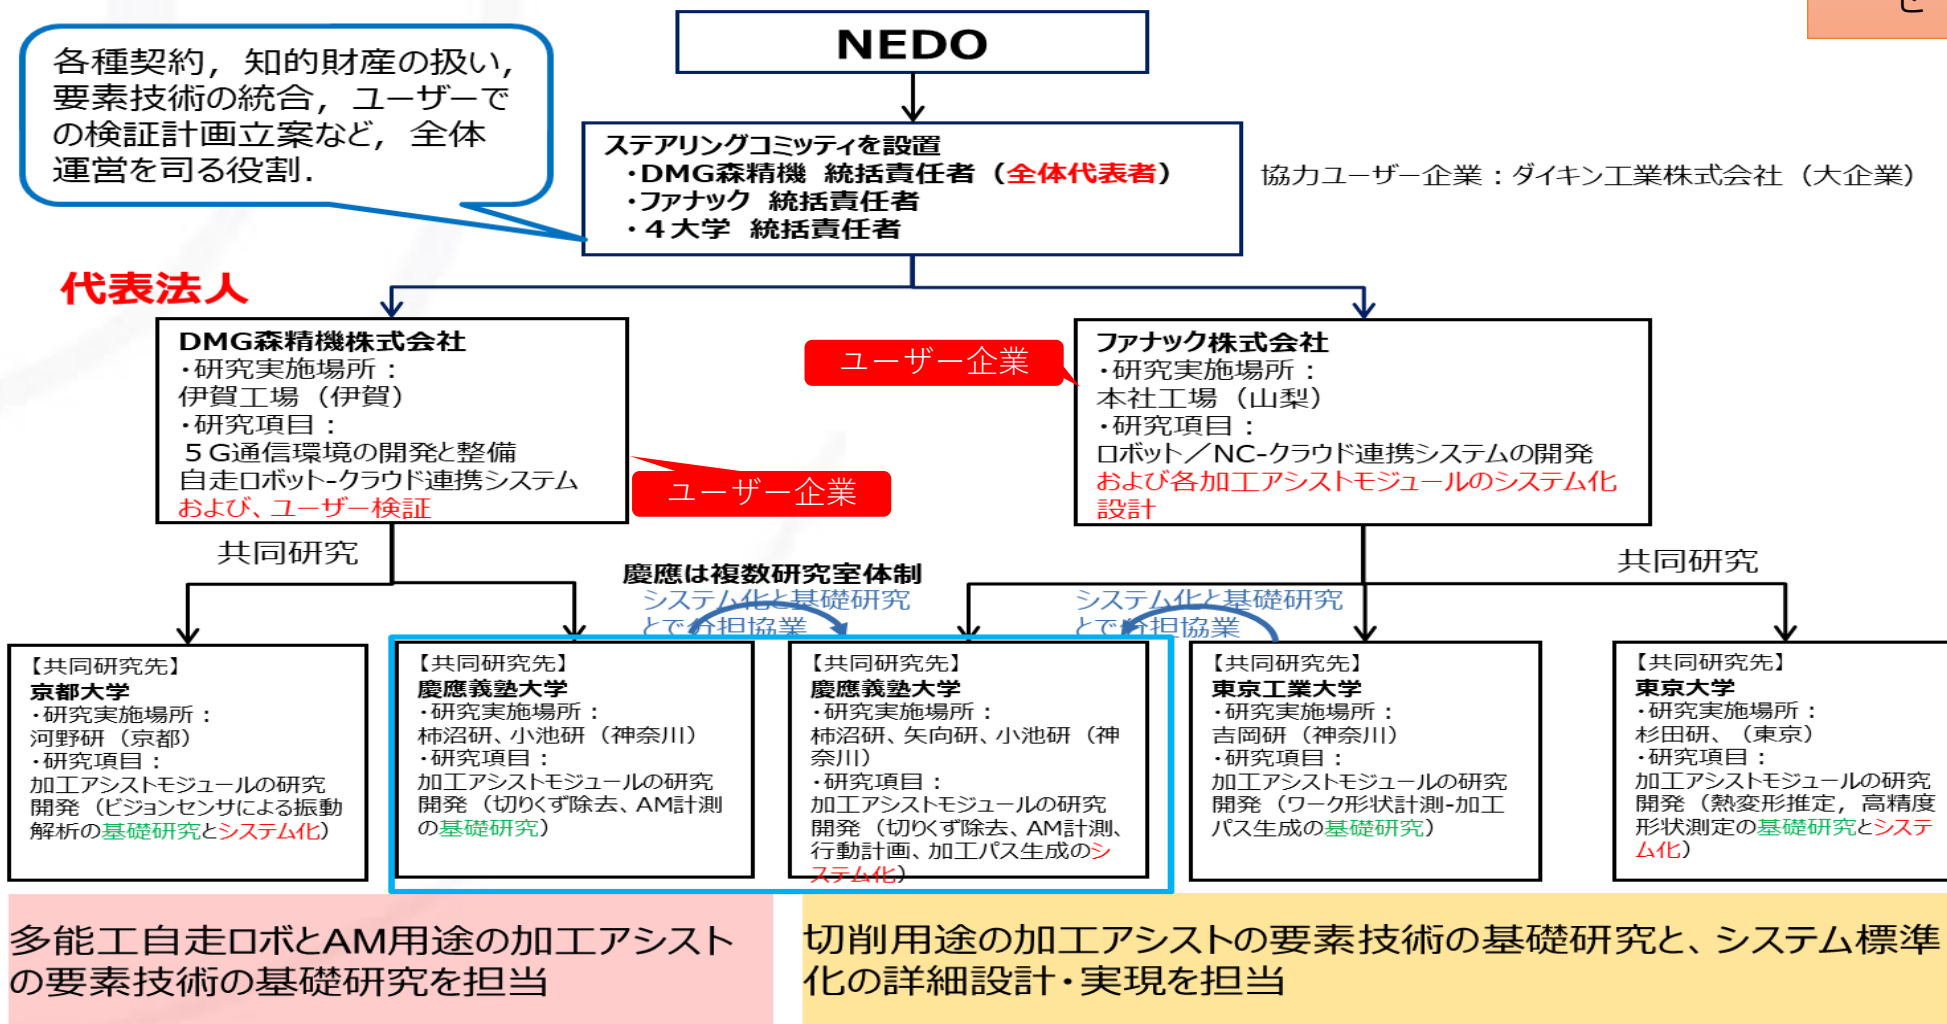 NEDO
各種契約，知的財産の扱い，
要素技術の統合，ユーザーで
の検証計画立案など，全体
運営を司る役割．
ステアリングコミッティを設置
・DMG森精機 統括責任者（全体代表者）
・ファナック 統括責任者
・４大学 統括責任者
協力ユーザー企業：ダイキン工業株式会社（大企業）
代表法人
DMG森精機株式会社
・研究実施場所：
伊賀工場（伊賀）
・研究項目：
５G通信環境の開発と整備
自走ロボット-クラウド連携システム
および、ユーザー検証
ユーザー企業
ユーザー企業
ファナック株式会社
・研究実施場所：
本社工場（山梨）
・研究項目：
ロボット／NC-クラウド連携システムの開発
および各加工アシストモジュールのシステム化
設計
共同研究
慶應は複数研究室体制
システム化と基礎研究
とで分担協業
システム化と基礎研究
とで分担協業
共同研究
【共同研究先】
京都大学
・研究実施場所：
河野研（京都）
・研究項目：
加工アシストモジュールの研究
開発（ビジョンセンサによる振動
解析の基礎研究とシステム化）
【共同研究先】
慶應義塾大学
・研究実施場所：
柿沼研、小池研（神奈川）
・研究項目：
加工アシストモジュールの研究
開発（切りくず除去、AM計測
の基礎研究）
【共同研究先】
慶應義塾大学
・研究実施場所：
柿沼研、矢向研、小池研（神
奈川）
・研究項目：
加工アシストモジュールの研究
開発（切りくず除去、AM計測、
行動計画、加工パス生成のシ
ステム化）
【共同研究先】
東京工業大学
・研究実施場所：
吉岡研（神奈川）
・研究項目：
加工アシストモジュールの研究
開発（ワーク形状計測-加工
パス生成の基礎研究）
【共同研究先】
東京大学
・研究実施場所：
杉田研、（東京）
・研究項目：
加工アシストモジュールの研究
開発（熱変形推定，高精度
形状測定の基礎研究とシステ
ム化）
多能工自走ロボとAM用途の加工アシスト
の要素技術の基礎研究を担当
切削用途の加工アシストの要素技術の基礎研究と、システム標準
化の詳細設計・実現を担当